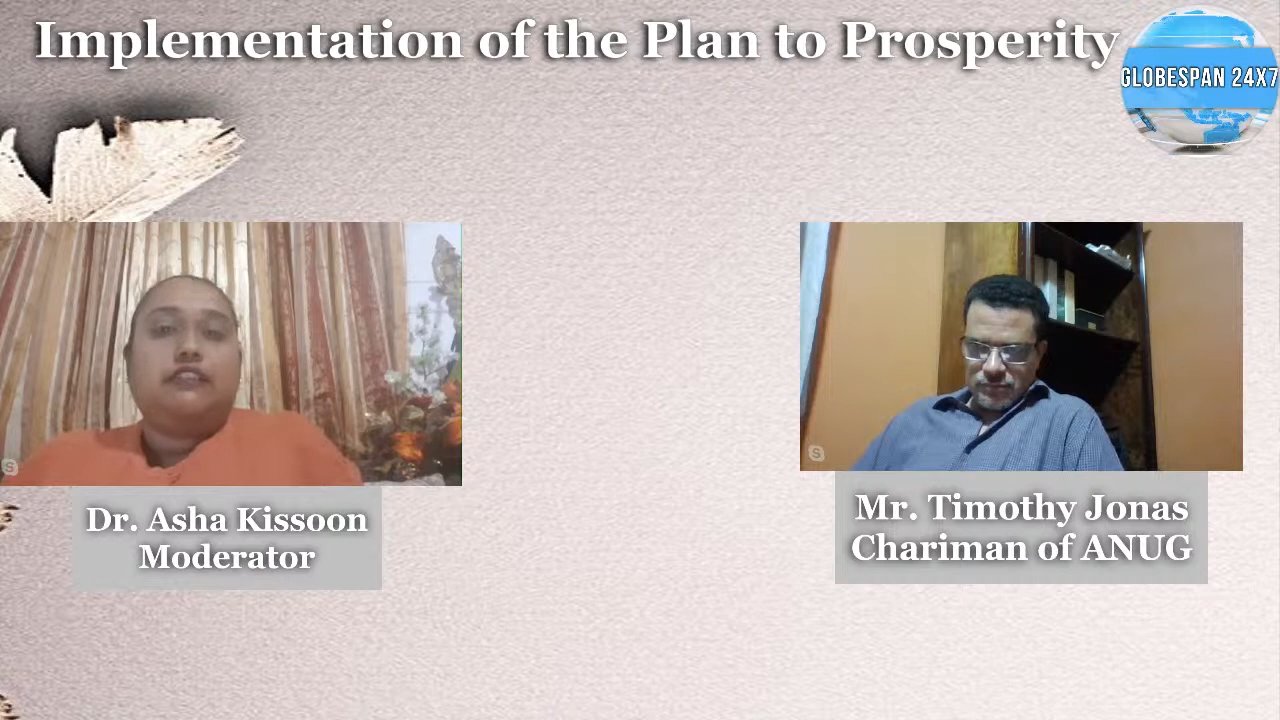 Implementation of the Plan to Prosperity
GLOBESPAN 24X7
Dr. Asha Kissoon
Moderator
Mr. Timothy Jonas
Chariman of ANUG